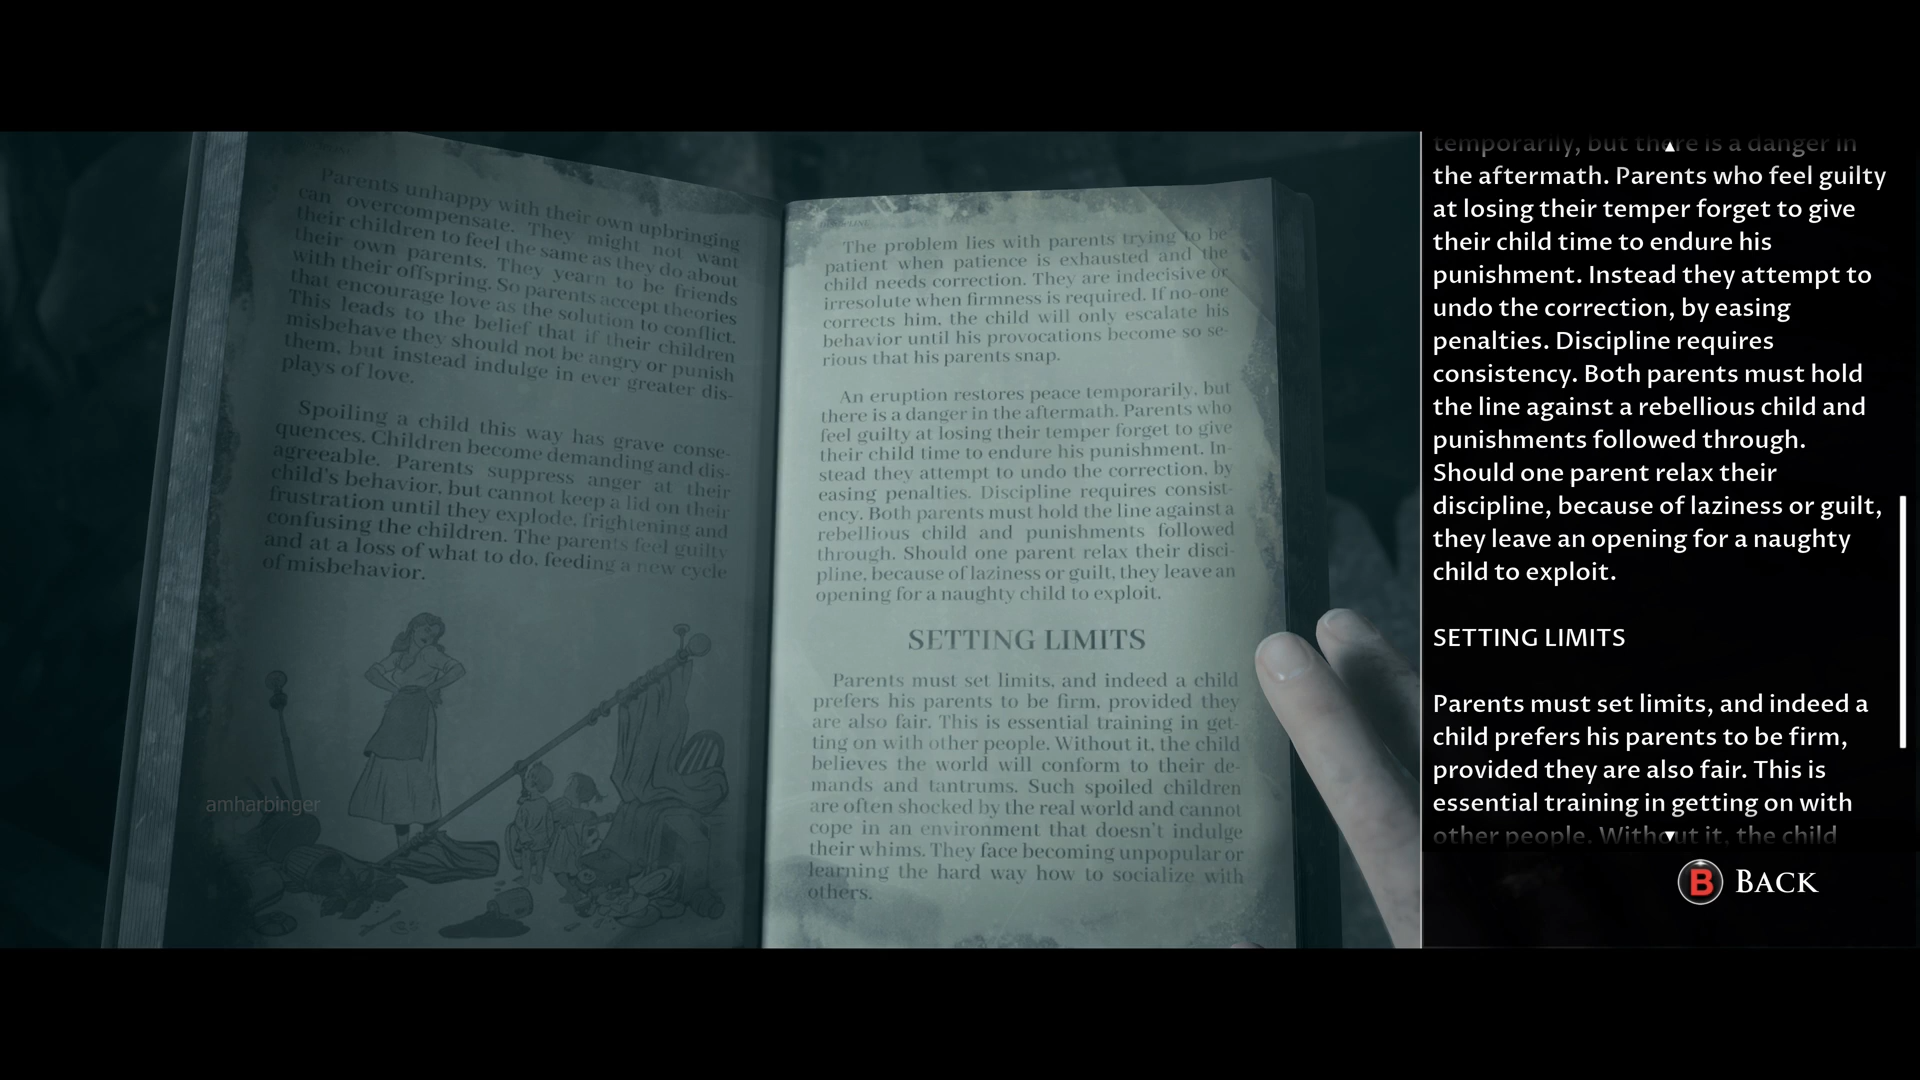 Parents unhappy with their own upbringing
can overcompensate. They might not want
their children to feel the same as they do about
their own parents. They yearn to be friends
with their offspring. So parents accept theories
that encourage love as the solution to conflict.
This leads to the belief that if their children
misbehave they should not be angry or punish
them, but instead indulge in ever greater dis-
plays of love.
Spoiling a child this way has grave conse-
quences. Children become demanding and dis-
agreeable. Parents suppress anger at their
child's behavior, but cannot keep a lid on their
frustration until they explode, frightening and
confusing the children. The parents feel guilty
and at a loss of what to do, feeding a new cycle
of misbehavior.
amharbinger
The problem lies with parents trying to be
patient when patience is exhausted and the
child needs correction. They are indecisive or
irresolute when firmness is required. If no-one
corrects him, the child will only escalate his
behavior until his provocations become so se-
rious that his parents snap.
An eruption restores peace temporarily, but
there is a danger in the aftermath. Parents who
feel guilty at losing their temper forget to give
their child time to endure his punishment. In-
stead they attempt to undo the correction, by
easing penalties. Discipline requires consist-
ency. Both parents must hold the line against a
rebellious child and punishments followed
through. Should one parent relax their disci-
pline, because of laziness or guilt, they leave an
opening for a naughty child to exploit.
SETTING LIMITS
Parents must set limits, and indeed a child
prefers his parents to be firm, provided they
are also fair. This is essential training in get-
ting on with other people. Without it, the child
believes the world will conform to their de-
mands and tantrums. Such spoiled children
are often shocked by the real world and cannot
cope in an environment that doesn't indulge
their whims. They face becoming unpopular or
learning the hard way how to socialize with
others.
temporarily, but there is a danger in
the aftermath. Parents who feel guilty
at losing their temper forget to give
their child time to endure his
punishment. Instead they attempt to
undo the correction, by easing
penalties. Discipline requires
consistency. Both parents must hold
the line against a rebellious child and
punishments followed through.
Should one parent relax their
discipline, because of laziness or guilt,
they leave an opening for a naughty
child to exploit.
SETTING LIMITS
Parents must set limits, and indeed a
child prefers his parents to be firm,
provided they are also fair. This is
essential training in getting on with
other people. Without it, the child
B BACK